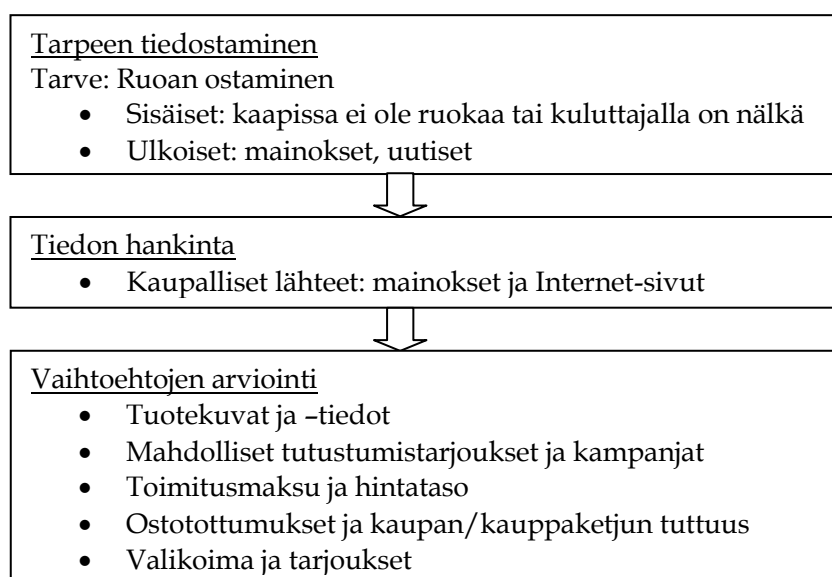 Tarpeen tiedostaminen
Tarve: Ruoan ostaminen
• Sisäiset: kaapissa ei ole ruokaa tai kuluttajalla on nälkä
• Ulkoiset: mainokset, uutiset
Tiedon hankinta
• Kaupalliset lähteet: mainokset ja Internet-sivut
Vaihtoehtojen arviointi
• Tuotekuvat ja –tiedot
• Mahdolliset tutustumistarjoukset ja kampanjat
• Toimitusmaksu ja hintataso
• Ostotottumukset ja kaupan/kauppaketjun tuttuus
• Valikoima ja tarjoukset